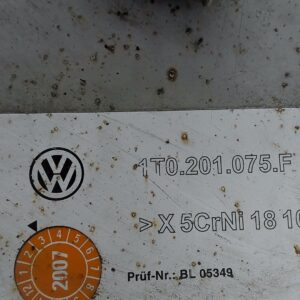 1T0.201.075.F
> X 5CrNi 18 10
Prüf-Nr.: BL 05349
2007